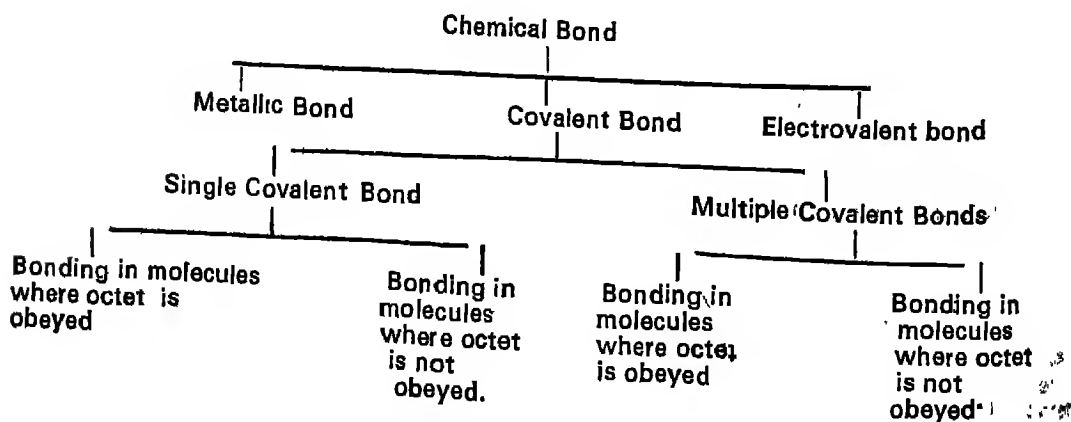 Chemical Bond
Metallic Bond
Covalent Bond
Electrovalent bond
Single Covalent Bond
Multiple Covalent Bonds
Bonding in molecules
where octet is
obeyed
Bonding in
molecules
where octet
is not
obeyed.
Bonding in
molecules
where octet
is obeyed
Bonding in
molecules
where octet
is not
obeyed